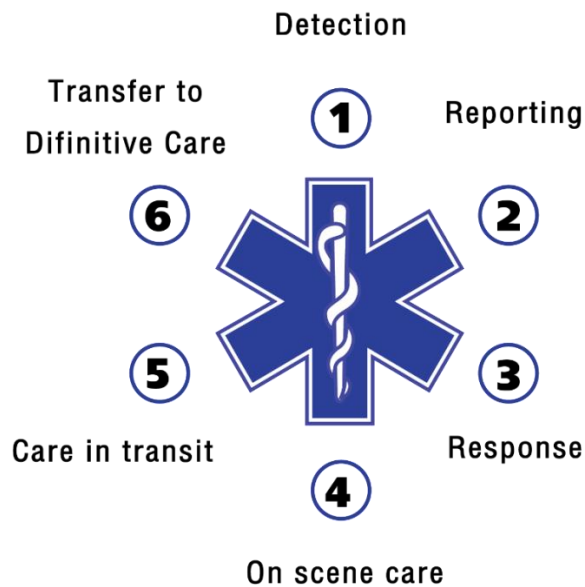 Detection
1
Reporting
2
3
Response
4
On scene care
5
Care in transit
6
Transfer to
Difinitive Care